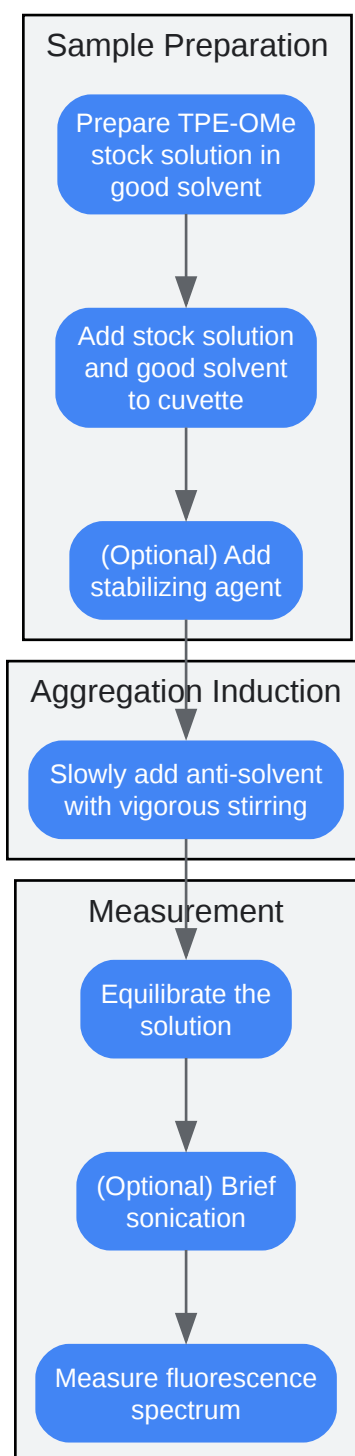 Sample Preparation
Prepare TPE-OMe
stock solution in
good solvent
Add stock solution
and good solvent
to cuvette
(Optional) Add
stabilizing agent
Aggregation Induction
Slowly add anti-solvent
with vigorous stirring
Measurement
Equilibrate the
solution
(Optional) Brief
sonication
Measure fluorescence
spectrum